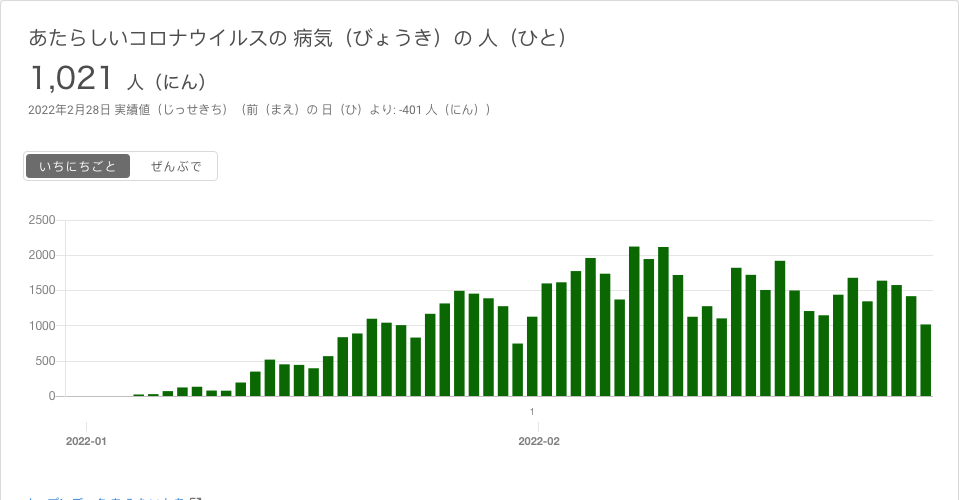 あたらしいコロナウイルスの 病気（びょうき）の 人（ひと）
1,021 人（にん）
2022年2月28日 実績値（じっせきち）（前（まえ）の 日（ひ）より: -401 人（にん））
いちにちごと ぜんぶで
2500
2000
1500
1000
500
0
1
2022-01 2022-02